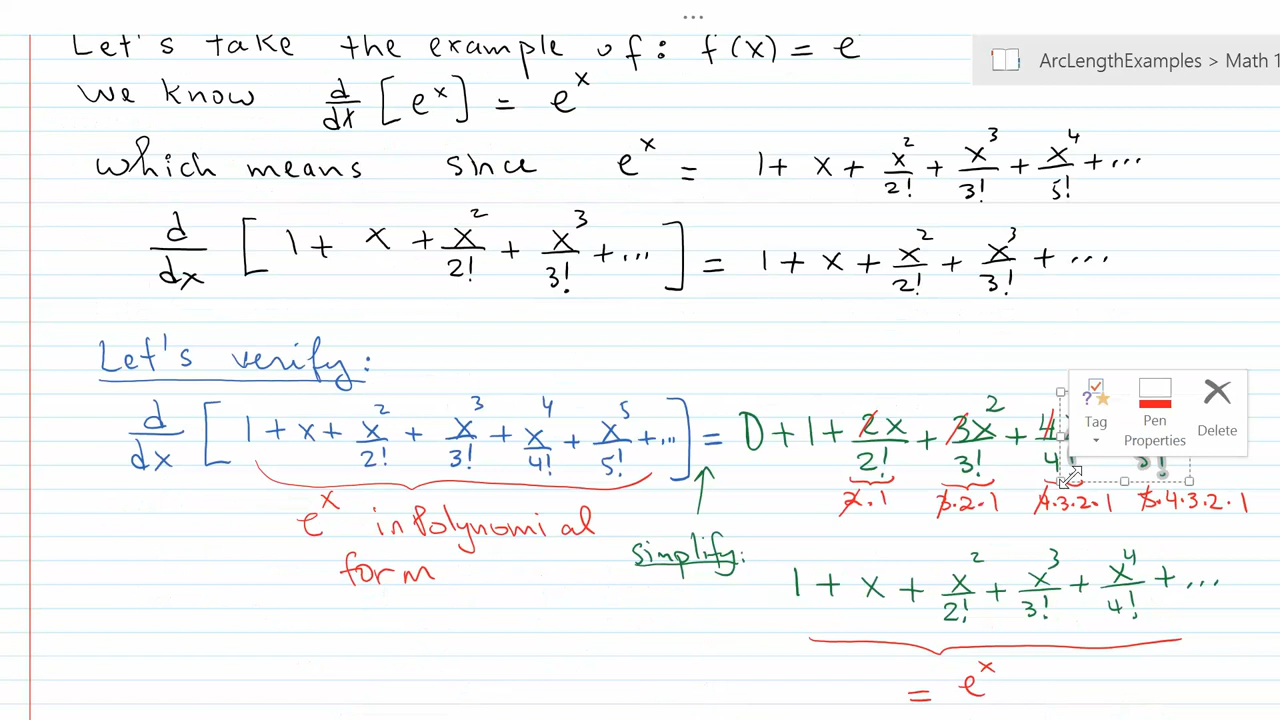 Let's take the example of: f(x) = e
ArcLengthExamples > Math 1
we know d/dx [e^x] = e^x
which means since e^x = 1 + x + x^2/2! + x^3/3! + x^4/5! + ...
d/dx [1 + x + x^2/2! + x^3/3! + ...] = 1 + x + x^2/2! + x^3/3! + ...
Let's verify:
Tag
Pen Properties
Delete
d/dx [1 + x + x^2/2! + x^3/3! + x^4/4! + x^5/5! + ...] = 0 + 1 + 2x/2! + 3x^2/3! + 4 /4! 5!
2·1 3·2·1 4·3·2·1 5·4·3·2·1
e^x in Polynomial
form
simplify:
1 + x + x^2/2! + x^3/3! + x^4/4! + ...
= e^x